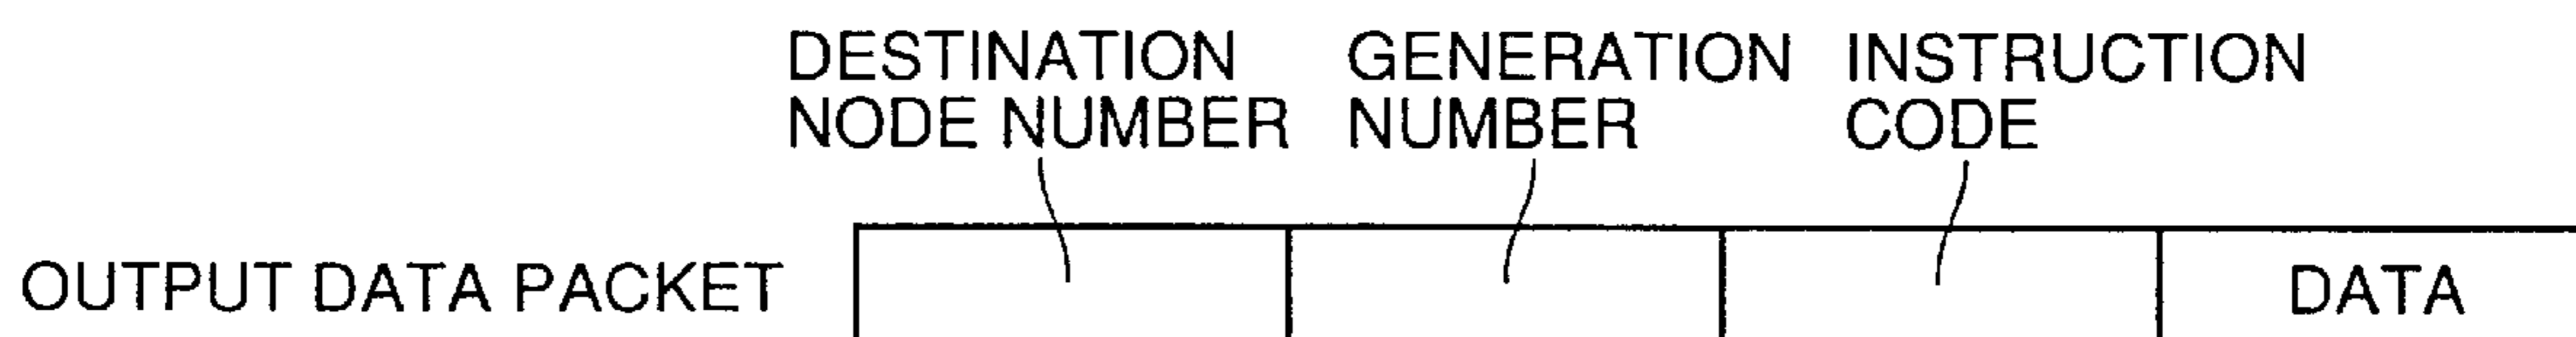 DESTINATION
NODE NUMBER
GENERATION
NUMBER
INSTRUCTION
CODE
OUTPUT DATA PACKET
DATA